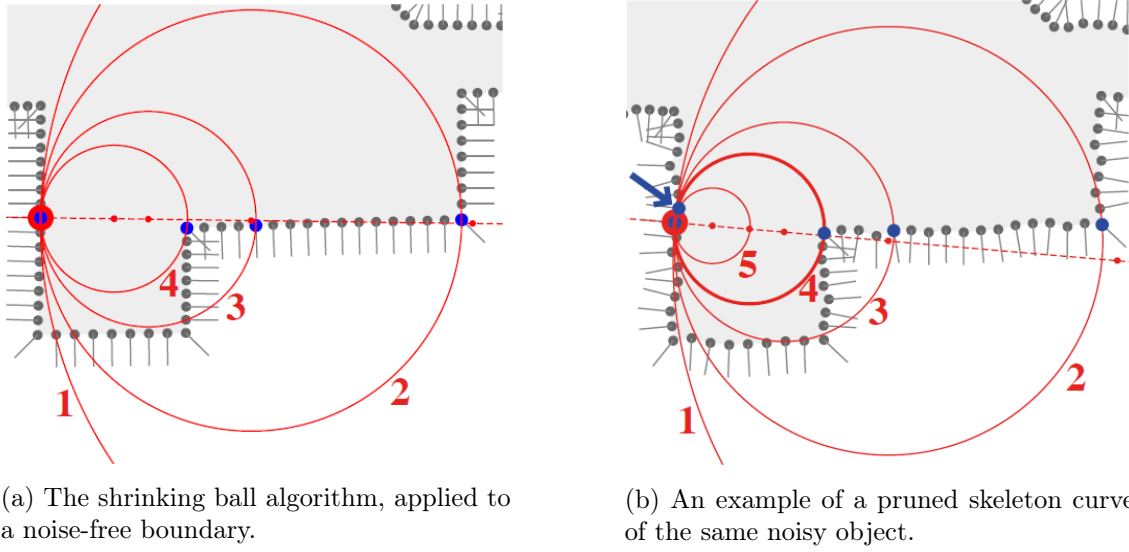 4
3
1
2
5
4
3
2
1
(a) The shrinking ball algorithm, applied to
a noise-free boundary.
(b) An example of a pruned skeleton curve
of the same noisy object.